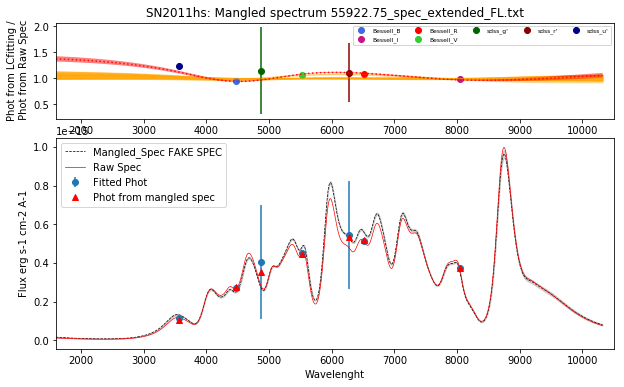 SN2011hs: Mangled spectrum 55922.75_spec_extended_FL.txt
Phot from LCfitting /
Phot from Raw Spec
2.0
1.5
1.0
0.5
Bessell_B
Bessell_I
Bessell_R
Bessell_V
sdss_g'
sdss_r'
sdss_u'
2000 3000 4000 5000 6000 7000 8000 9000 10000
Flux erg s-1 cm-2 A-1
1.0
0.8
0.6
0.4
0.2
0.0
Mangled_Spec FAKE SPEC
Raw Spec
Fitted Phot
Phot from mangled spec
2000 3000 4000 5000 6000 7000 8000 9000 10000
Wavelenght